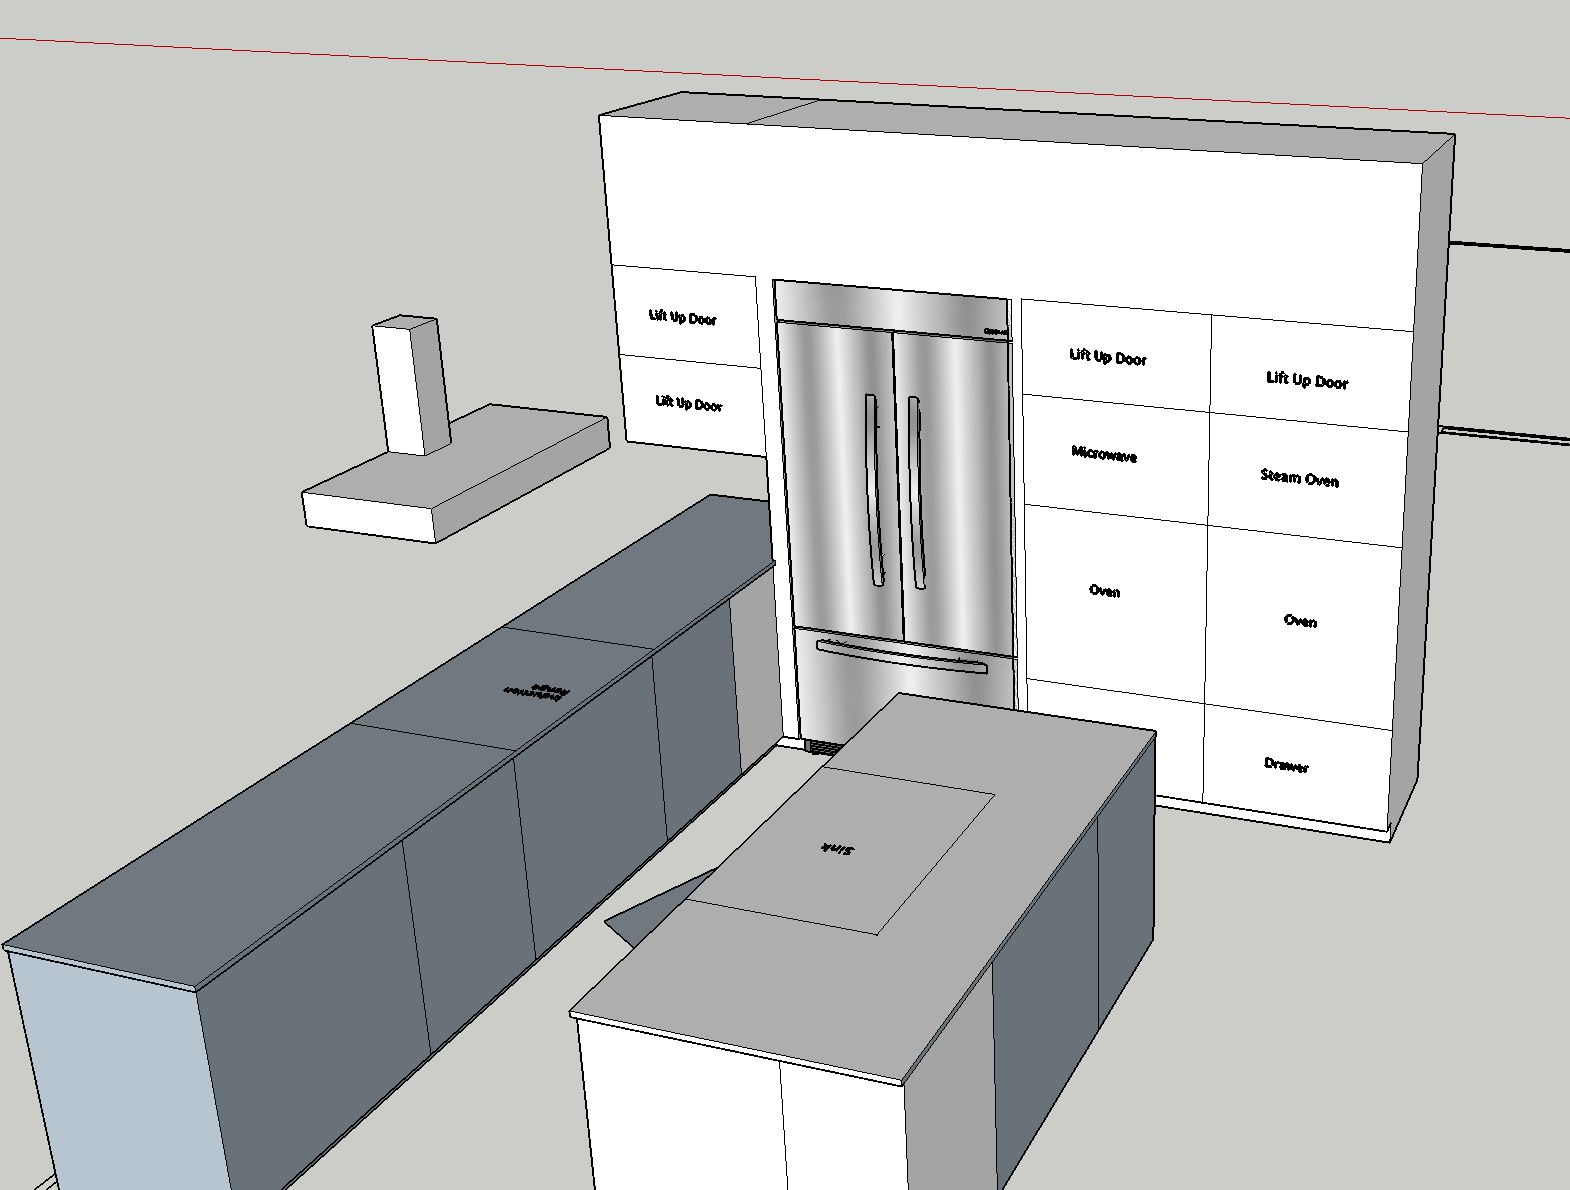 Lift Up Door
Lift Up Door
Lift Up Door
Lift Up Door
Microwave
Steam Oven
Oven
Oven
Drawer
Range
Sink